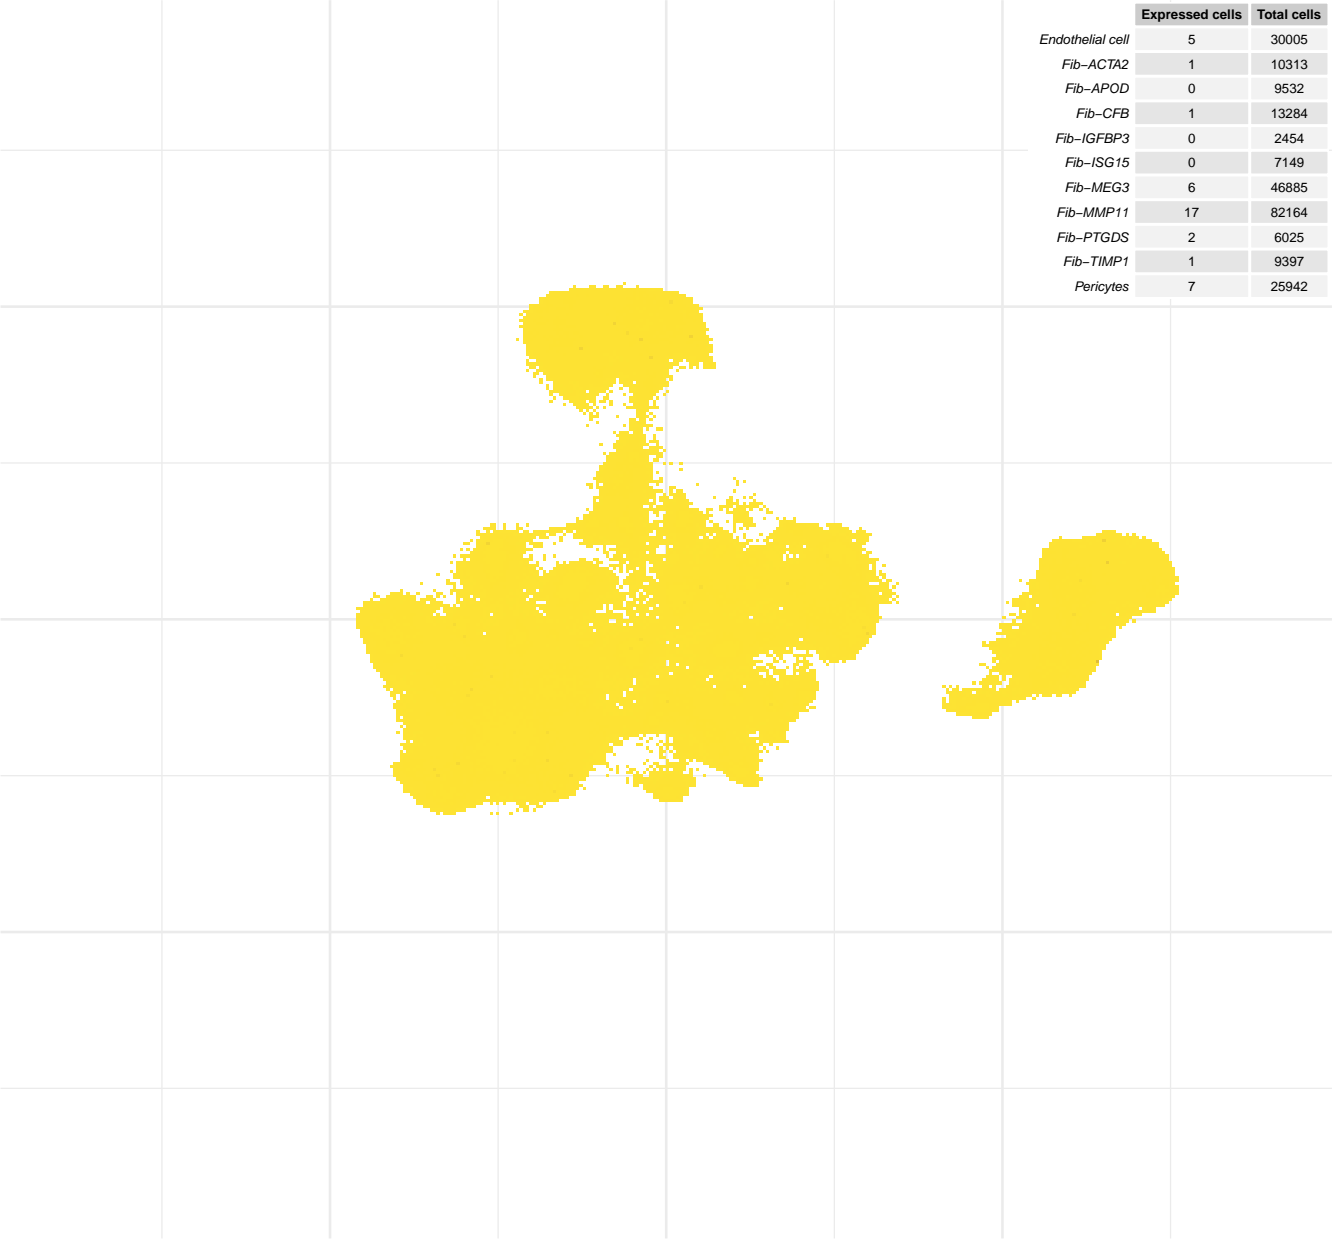 Expressed cells Total cells
Endothelial cell 5 30005
Fib−ACTA2 1 10313
Fib−APOD 0 9532
Fib−CFB 1 13284
Fib−IGFBP3 0 2454
Fib−ISG15 0 7149
Fib−MEG3 6 46885
Fib−MMP11 17 82164
Fib−PTGDS 2 6025
Fib−TIMP1 1 9397
Pericytes 7 25942